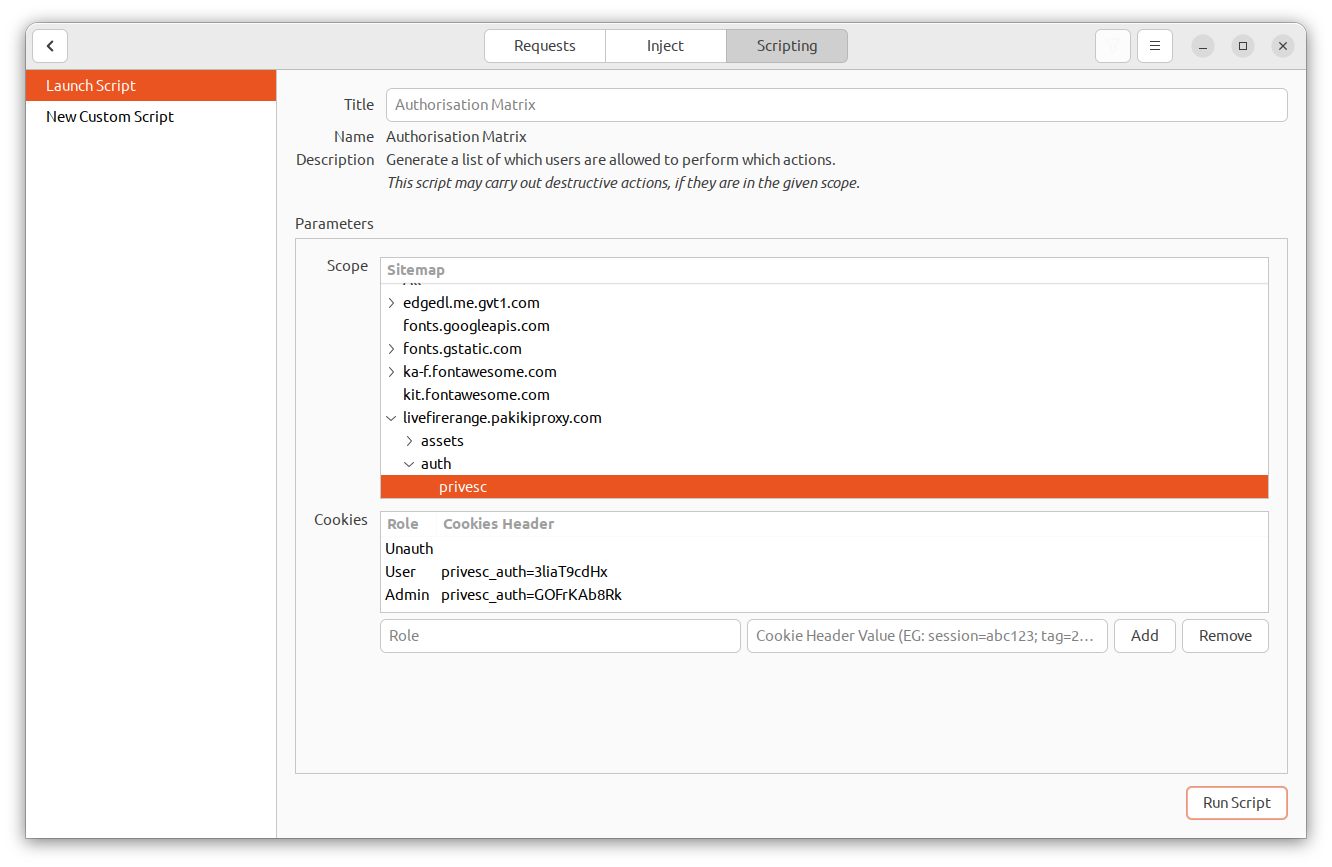 Requests Inject Scripting
Launch Script
New Custom Script
Title Authorisation Matrix
Name Authorisation Matrix
Description Generate a list of which users are allowed to perform which actions.
This script may carry out destructive actions, if they are in the given scope.
Parameters
Scope Sitemap
edgedl.me.gvt1.com
fonts.googleapis.com
fonts.gstatic.com
ka-f.fontawesome.com
kit.fontawesome.com
livefirerange.pakikiproxy.com
assets
auth
privesc
Cookies Role Cookies Header
Unauth
User privesc_auth=3liaT9cdHx
Admin privesc_auth=GOFrKAb8Rk
Role Cookie Header Value (EG: session=abc123; tag=2… Add Remove
Run Script